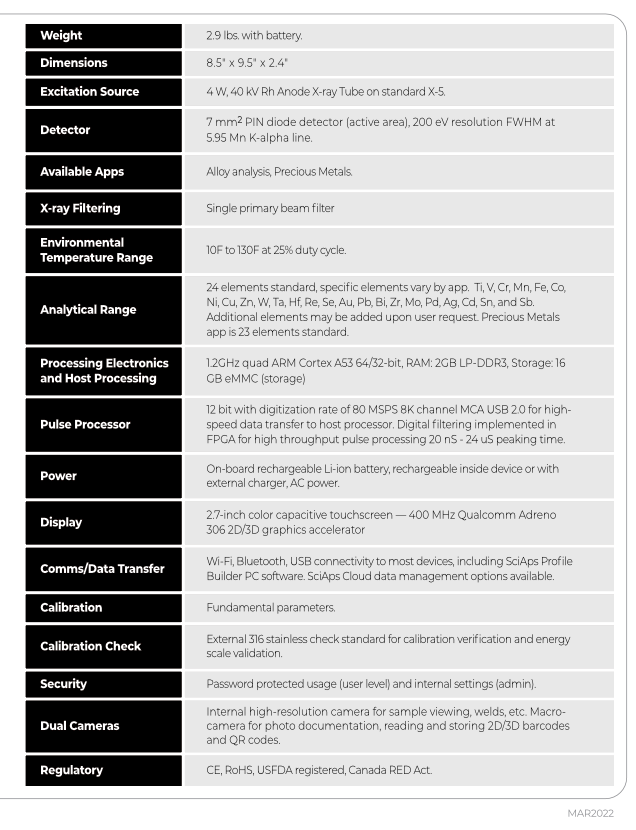 Weight
2.9 lbs. with battery.
Dimensions
8.5" x 9.5" x 2.4"
Excitation Source
4 W, 40 kV Rh Anode X-ray Tube on standard X-5.
Detector
7 mm² PIN diode detector (active area), 200 eV resolution FWHM at
5.95 Mn K-alpha line.
Available Apps
Alloy analysis, Precious Metals.
X-ray Filtering
Single primary beam filter
Environmental
Temperature Range
10F to 130F at 25% duty cycle.
Analytical Range
24 elements standard, specific elements vary by app. Ti, V, Cr, Mn, Fe, Co,
Ni, Cu, Zn, W, Ta, Hf, Re, Se, Au, Pb, Bi, Zr, Mo, Pd, Ag, Cd, Sn, and Sb.
Additional elements may be added upon user request. Precious Metals
app is 23 elements standard.
Processing Electronics
and Host Processing
1.2GHz quad ARM Cortex A53 64/32-bit, RAM: 2GB LP-DDR3, Storage: 16
GB eMMC (storage)
Pulse Processor
12 bit with digitization rate of 80 MSPS 8K channel MCA USB 2.0 for high-
speed data transfer to host processor. Digital filtering implemented in
FPGA for high throughput pulse processing 20 nS - 24 uS peaking time.
Power
On-board rechargeable Li-ion battery, rechargeable inside device or with
external charger, AC power.
Display
2.7-inch color capacitive touchscreen — 400 MHz Qualcomm Adreno
306 2D/3D graphics accelerator
Comms/Data Transfer
Wi-Fi, Bluetooth, USB connectivity to most devices, including SciAps Profile
Builder PC software. SciAps Cloud data management options available.
Calibration
Fundamental parameters.
Calibration Check
External 316 stainless check standard for calibration verification and energy
scale validation.
Security
Password protected usage (user level) and internal settings (admin).
Dual Cameras
Internal high-resolution camera for sample viewing, welds, etc. Macro-
camera for photo documentation, reading and storing 2D/3D barcodes
and QR codes.
Regulatory
CE, RoHS, USFDA registered, Canada RED Act.
MAR2022